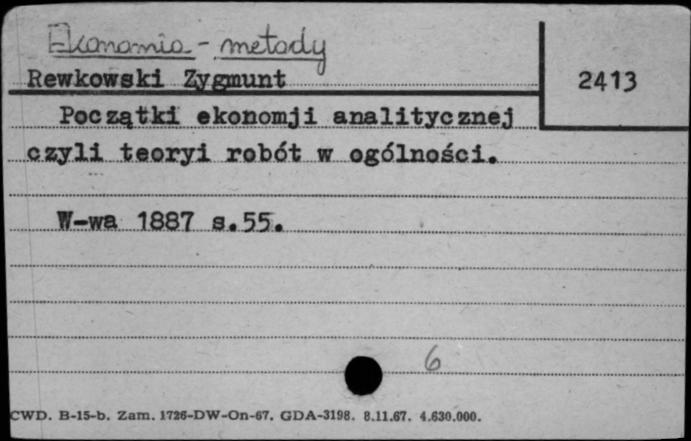 Ekonomia - metody
Rewkowski Zygmunt
2413
Początki ekonomji analitycznej
czyli teoryi robót w ogólności.
W-wa 1887 s.55.
6
CWD. B-15-b. Zam. 1726-DW-On-67. GDA-3198. 8.11.67. 4.630.000.